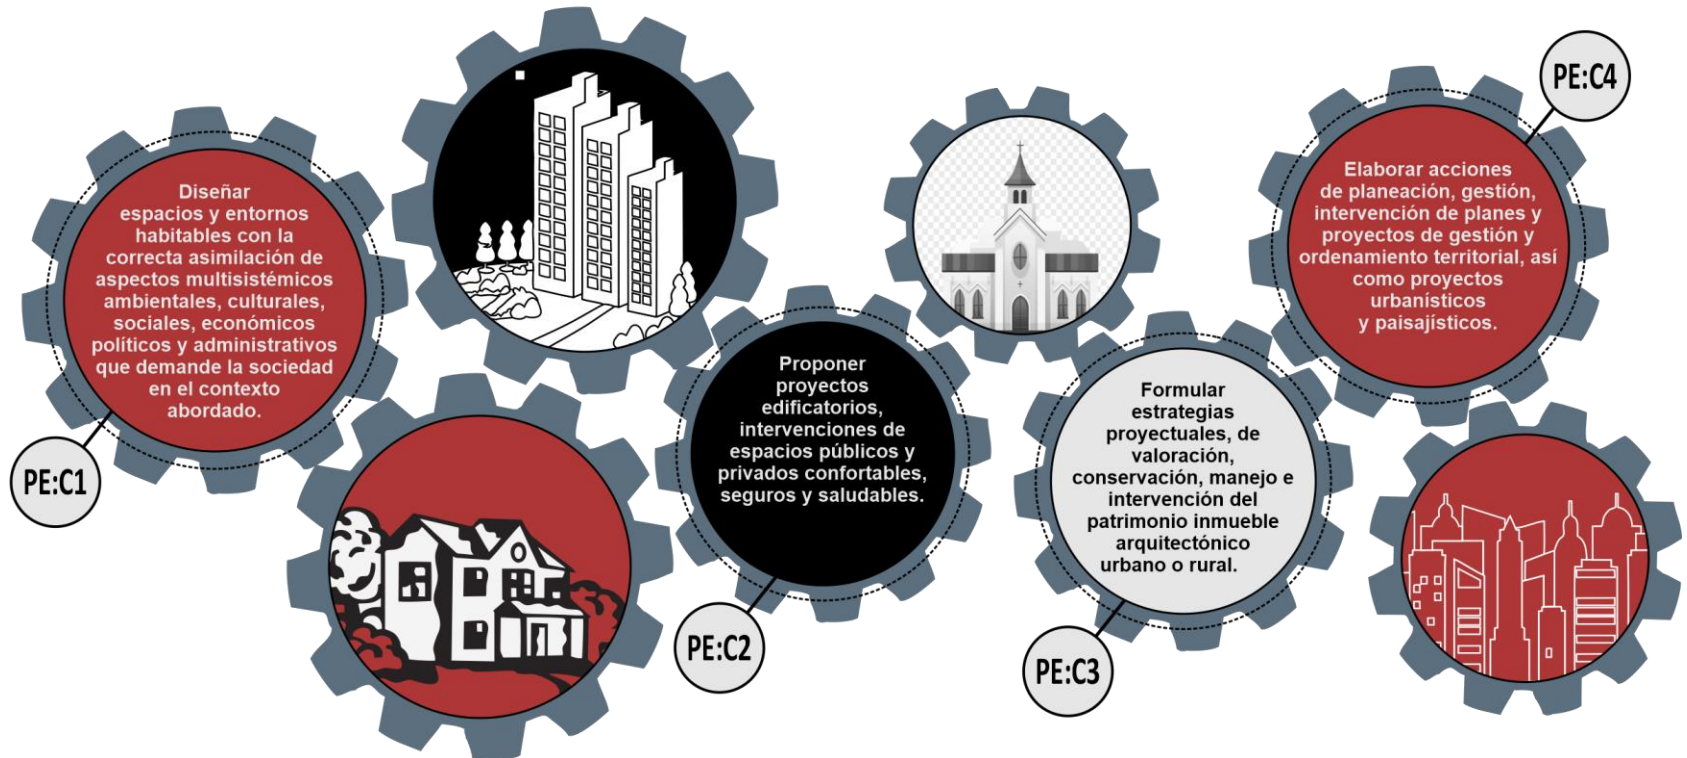 Diseñar
espacios y entornos
habitables con la
correcta asimilación de
aspectos multisistémicos
ambientales, culturales,
sociales, económicos
políticos y administrativos
que demande la sociedad
en el contexto
abordado.
PE:C1
Proponer
proyectos
edificatorios,
intervenciones de
espacios públicos y
privados confortables,
seguros y saludables.
PE:C2
Formular
estrategias
proyectuales, de
valoración,
conservación, manejo e
intervención del
patrimonio inmueble
arquitectónico
urbano o rural.
PE:C3
PE:C4
Elaborar acciones
de planeación, gestión,
intervención de planes y
proyectos de gestión y
ordenamiento territorial, así
como proyectos
urbanísticos
y paisajísticos.